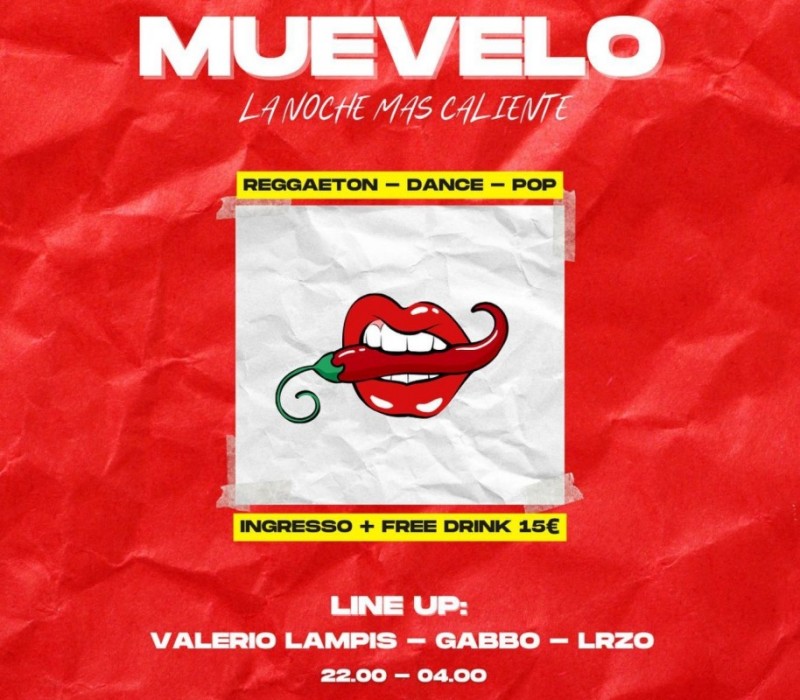 MUEVELO
LA NOCHE MAS CALIENTE
REGGAETON – DANCE – POP
INGRESSO + FREE DRINK 15€
LINE UP:
VALERIO LAMPIS – GABBO – LRZO
22.00 – 04.00